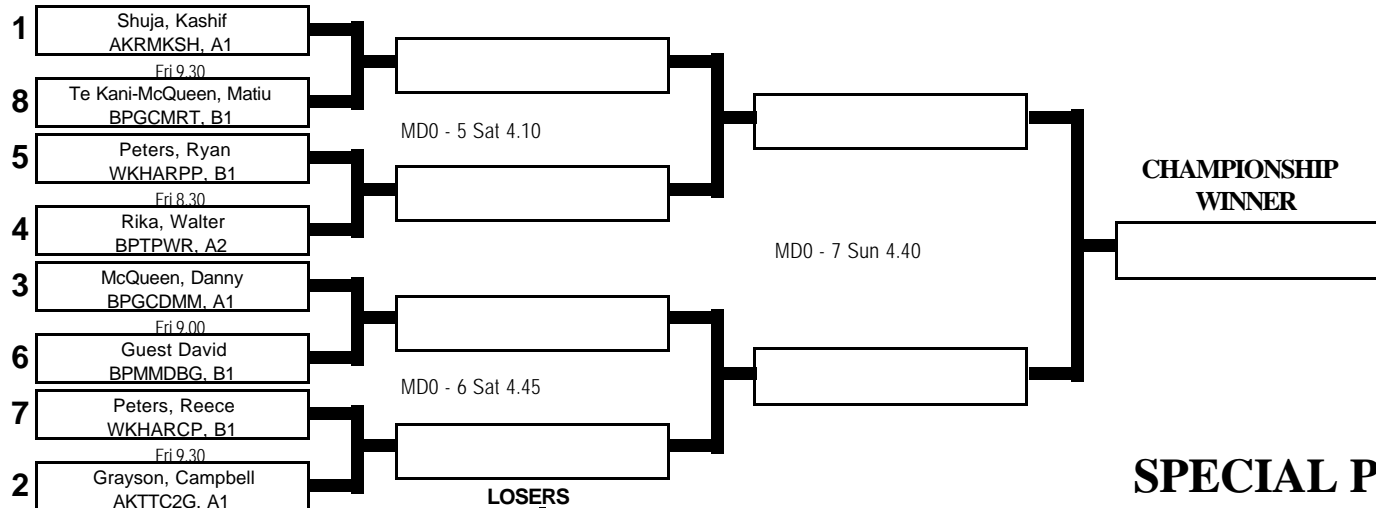 1
Shuja, Kashif
AKRMKSH, A1
Fri 9.30
8
Te Kani-McQueen, Matiu
BPGCMRT, B1
MD0 - 5 Sat 4.10
5
Peters, Ryan
WKHARPP, B1
Fri 8.30
4
Rika, Walter
BPTPWR, A2
CHAMPIONSHIP
WINNER
MD0 - 7 Sun 4.40
3
McQueen, Danny
BPGCDMM, A1
Fri 9.00
6
Guest David
BPMMDBG, B1
MD0 - 6 Sat 4.45
7
Peters, Reece
WKHARCP, B1
Fri 9.30
2
Grayson, Campbell
AKTTC2G, A1
LOSERS
SPECIAL P